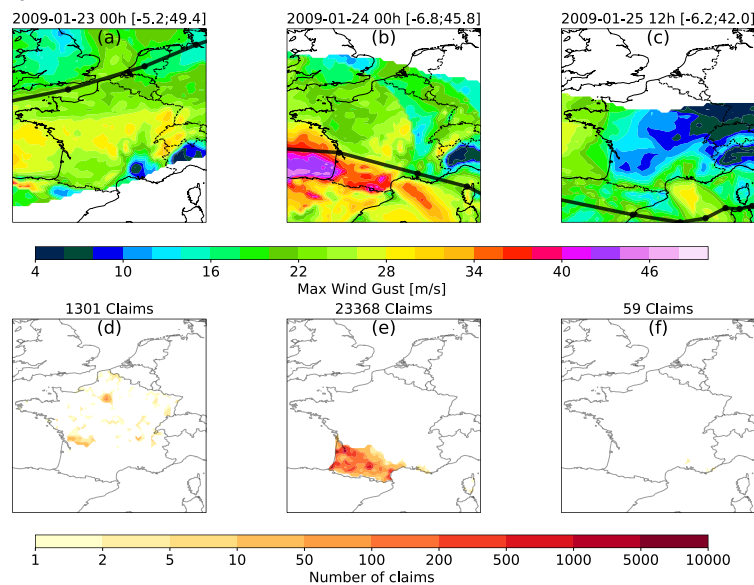 2009-01-23 00h [-5.2;49.4]
2009-01-24 00h [-6.8;45.8]
2009-01-25 12h [-6.2;42.0]
(a)
(b)
(c)
4 10 16 22 28 34 40 46
Max Wind Gust [m/s]
1301 Claims
23368 Claims
59 Claims
(d)
(e)
(f)
1 2 5 10 50 100 200 500 1000 5000 10000
Number of claims